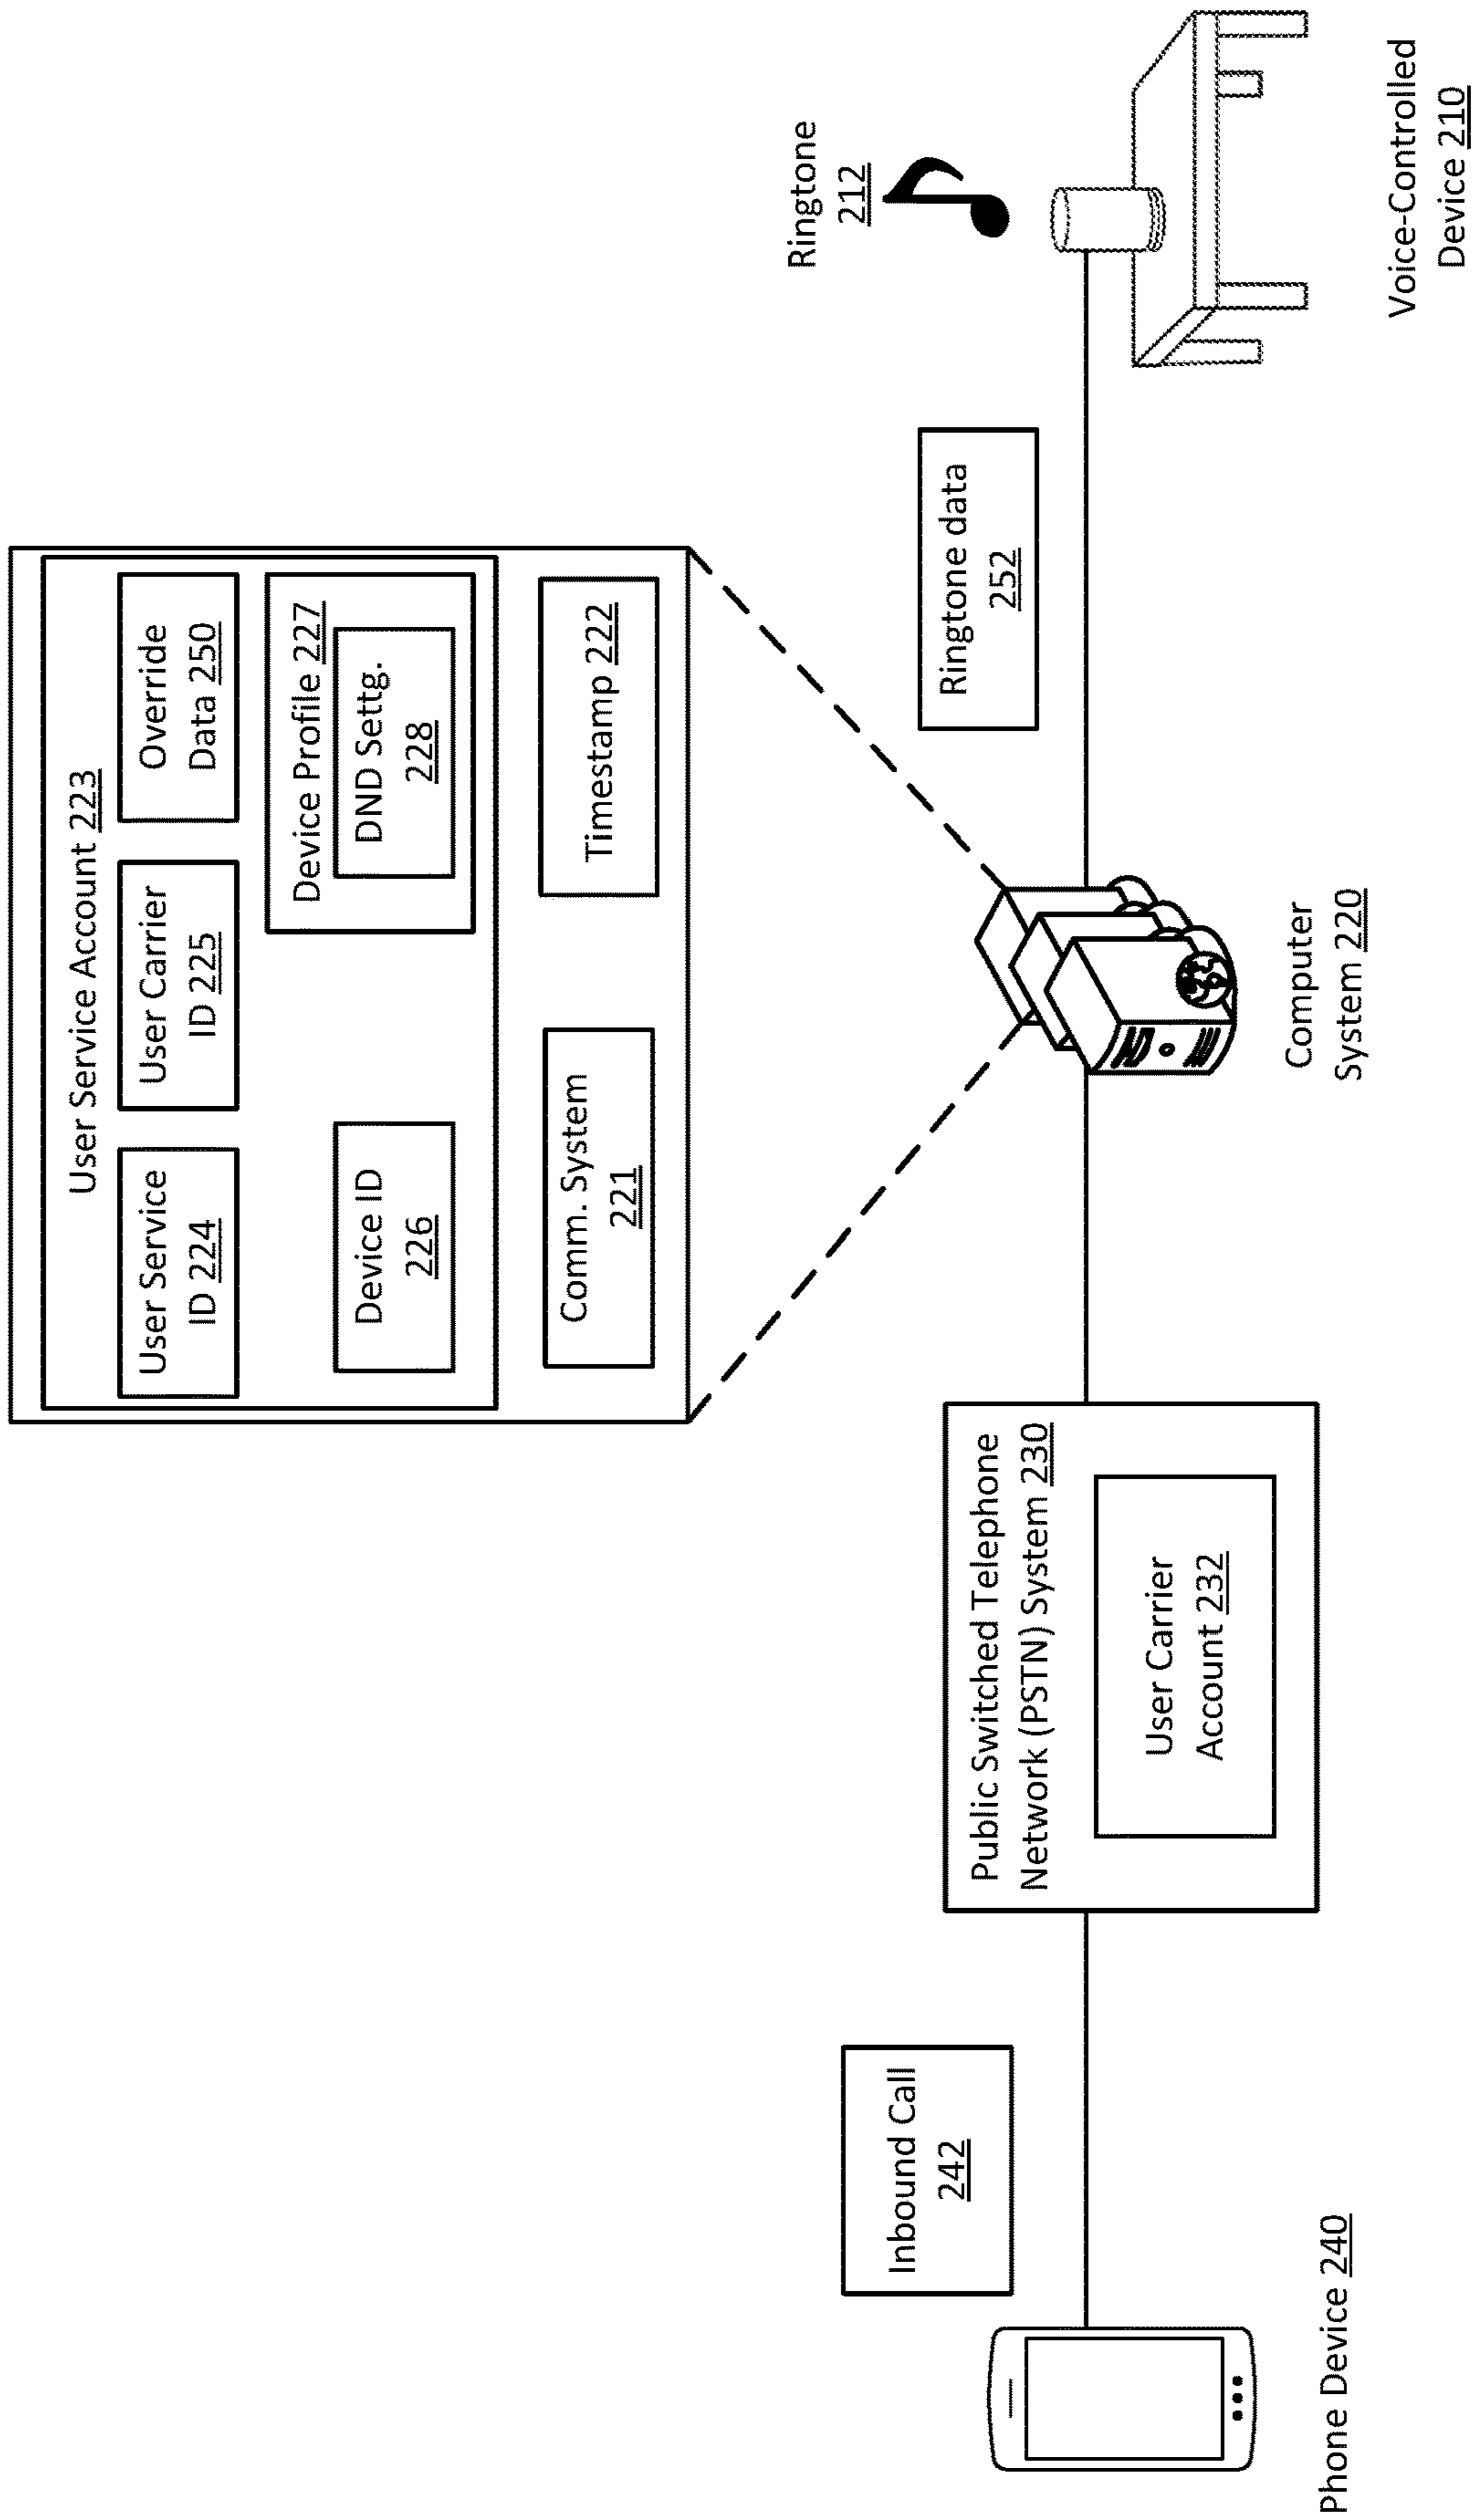 User Service Account 223
User Service
ID 224
User Carrier
ID 225
Override
Data 250
Device ID
226
Device Profile 227
DND Settg.
228
Comm. System
221
Timestamp 222
Inbound Call
242
Public Switched Telephone
Network (PSTN) System 230
User Carrier
Account 232
Ringtone data
252
Ringtone
212
Phone Device 240
Computer
System 220
Voice-Controlled
Device 210